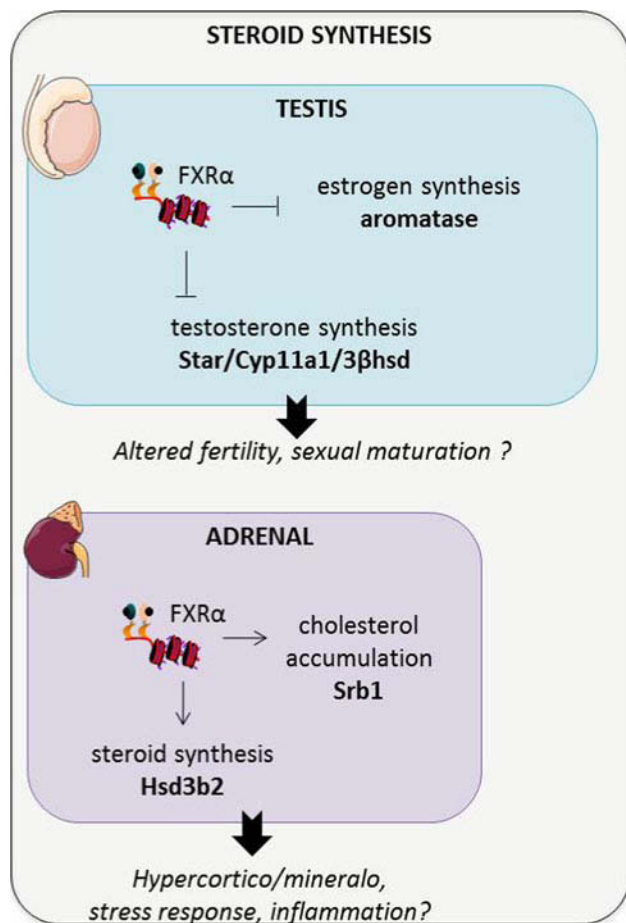 STEROID SYNTHESIS
TESTIS
FXRα
estrogen synthesis
aromatase
testosterone synthesis
Star/Cyp11a1/3βhsd
Altered fertility, sexual maturation ?
ADRENAL
FXRα
cholesterol
accumulation
Srb1
steroid synthesis
Hsd3b2
Hypercortico/mineralo,
stress response, inflammation?